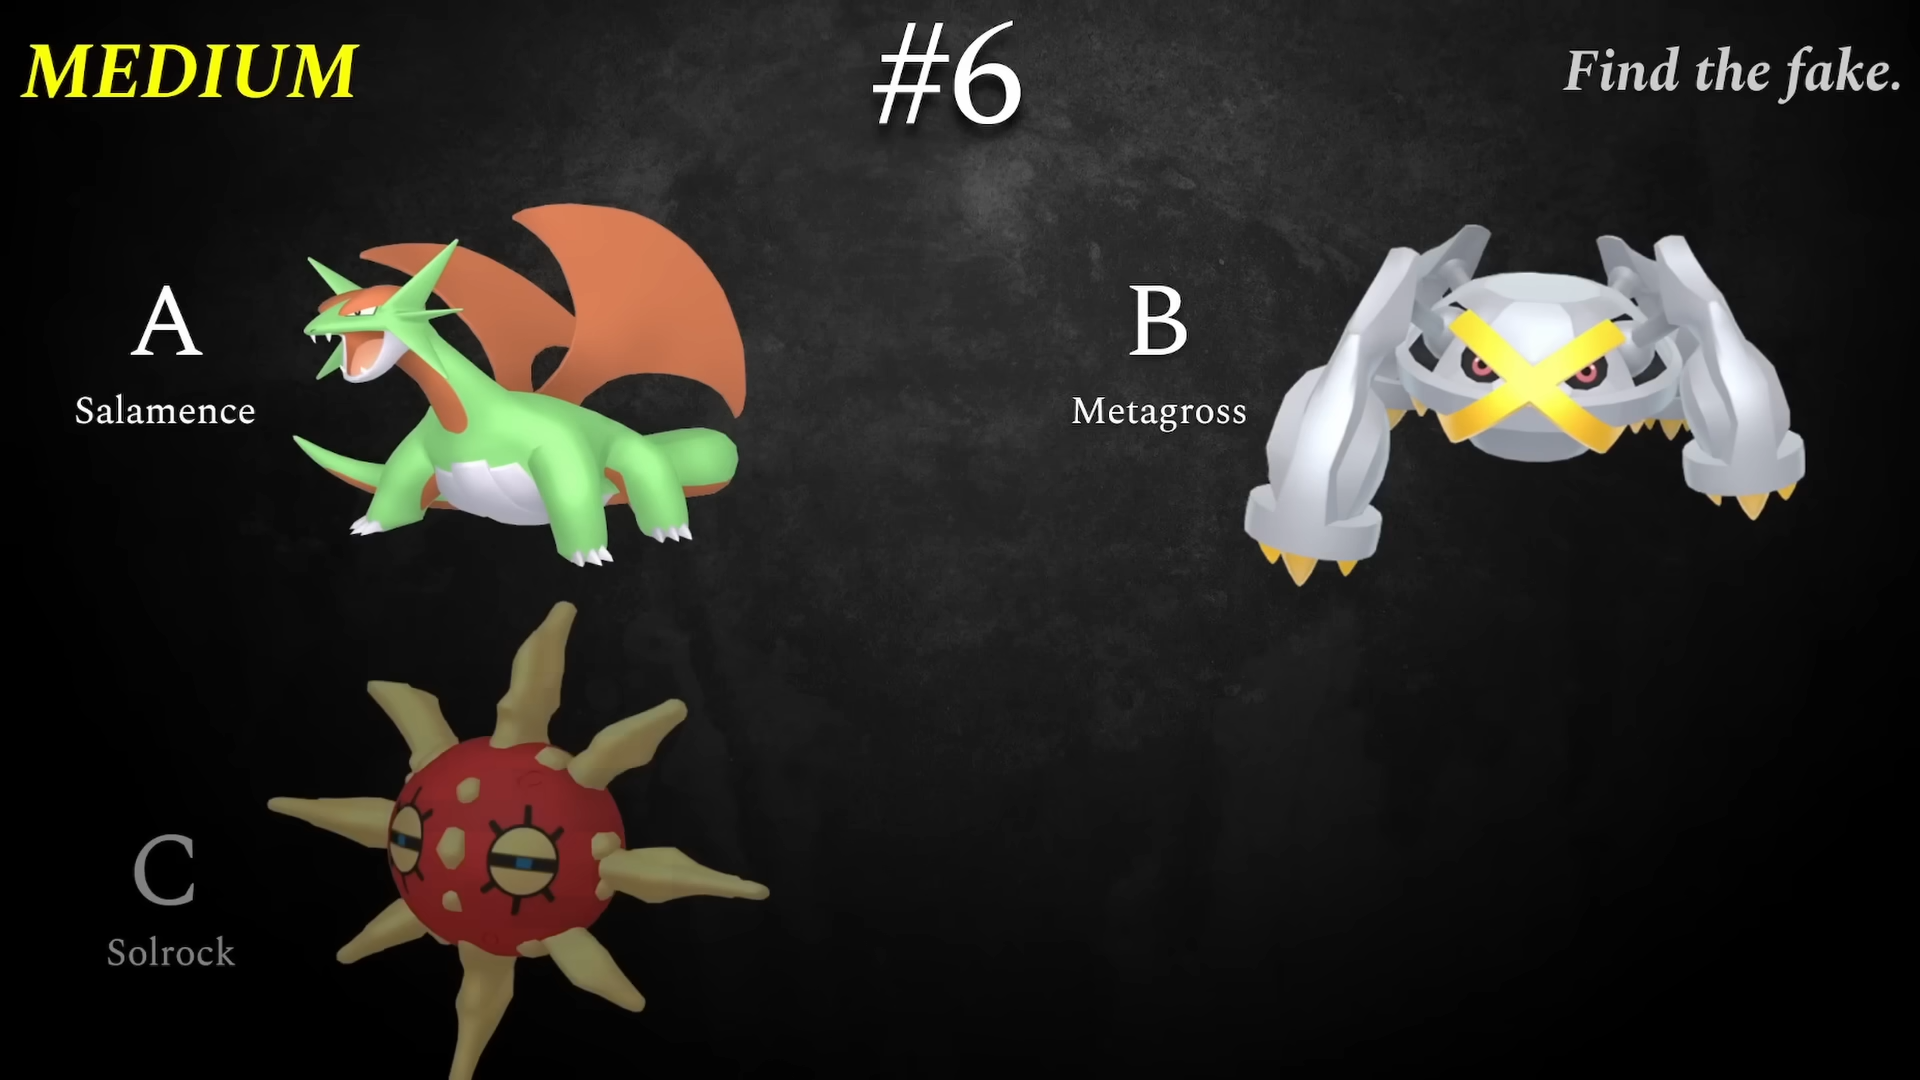 MEDIUM
#6
Find the fake.
A
Salamence
B
Metagross
C
Solrock